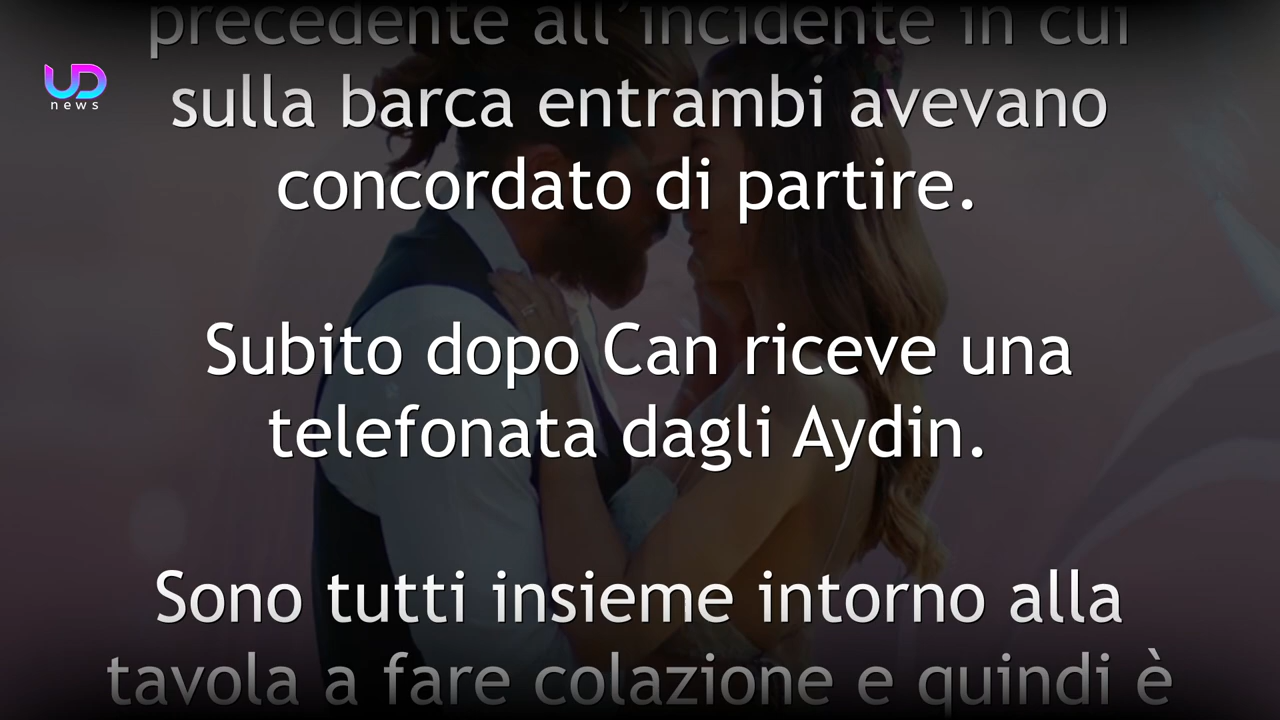 precedente all'incidente in cui
UD
news
sulla barca entrambi avevano
concordato di partire.
Subito dopo Can riceve una
telefonata dagli Aydin.
Sono tutti insieme intorno alla
tavola a fare colazione e quindi è